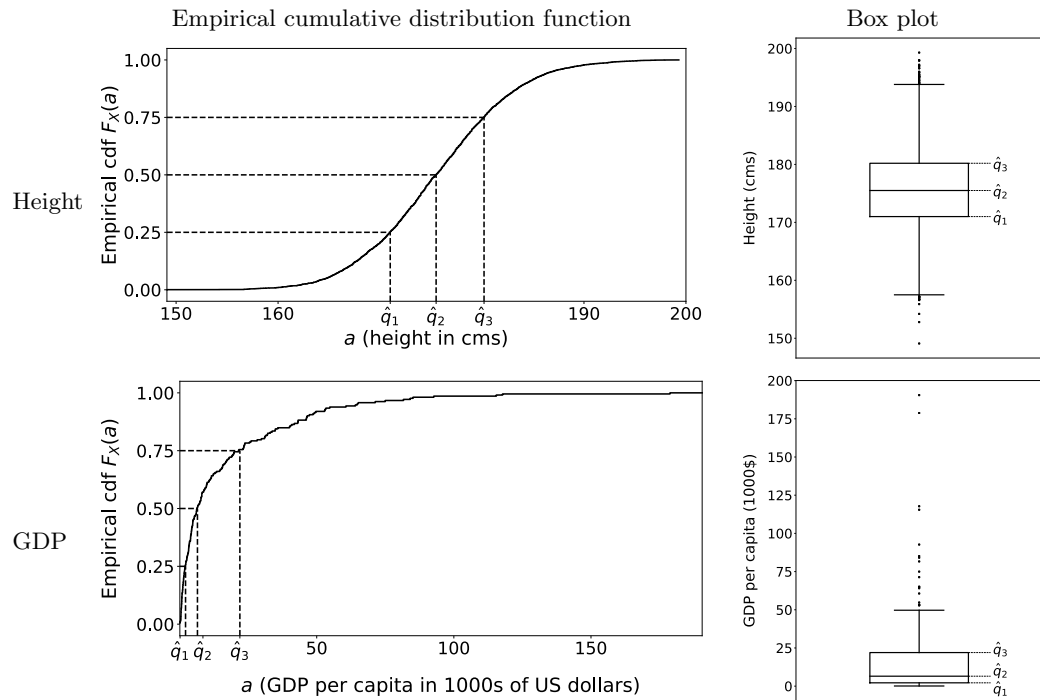 Empirical cumulative distribution function
Box plot
Height
Empirical cdf F_X(a)
1.00
0.75
0.50
0.25
0.00
150 160 q̂₁ q̂₂ q̂₃ 190 200
a (height in cms)
Height (cms)
200
190
180
170
160
150
q̂₃
q̂₂
q̂₁
GDP
Empirical cdf F_X(a)
1.00
0.75
0.50
0.25
0.00
q̂₁ q̂₂ q̂₃ 50 100 150
a (GDP per capita in 1000s of US dollars)
GDP per capita (1000$)
200
175
150
125
100
75
50
25
0
q̂₃
q̂₂
q̂₁